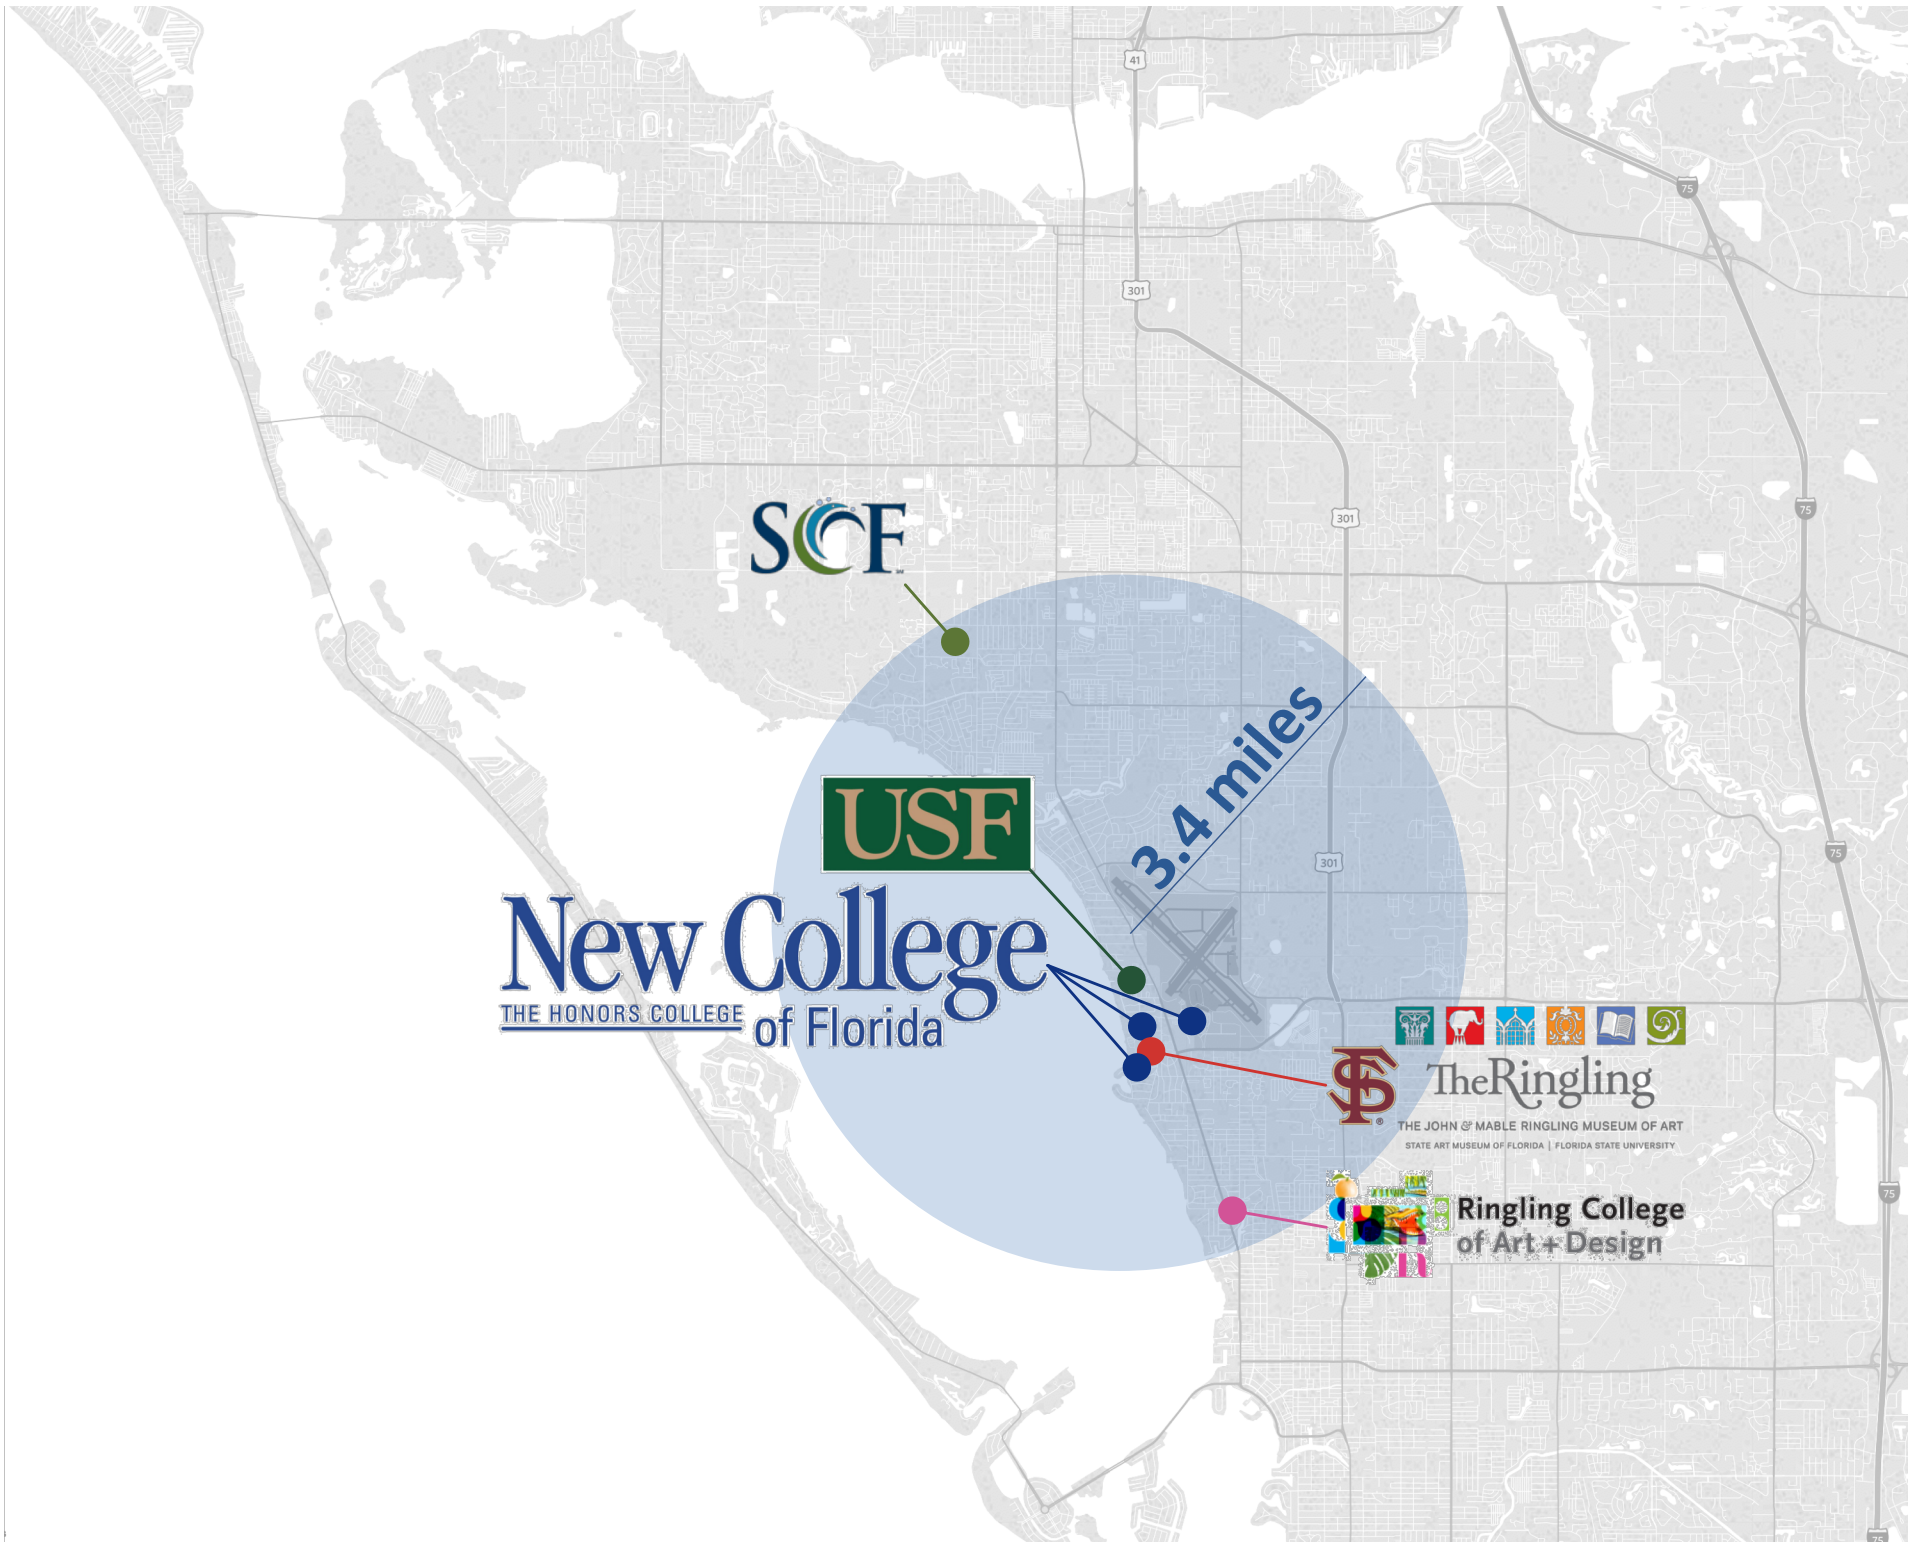 41
75
301
SCF
301
75
3.4 miles
USF
301
75
New College
THE HONORS COLLEGE
of Florida
FS
TheRingling
THE JOHN & MABLE RINGLING MUSEUM OF ART
STATE ART MUSEUM OF FLORIDA | FLORIDA STATE UNIVERSITY
75
Ringling College
of Art + Design
75